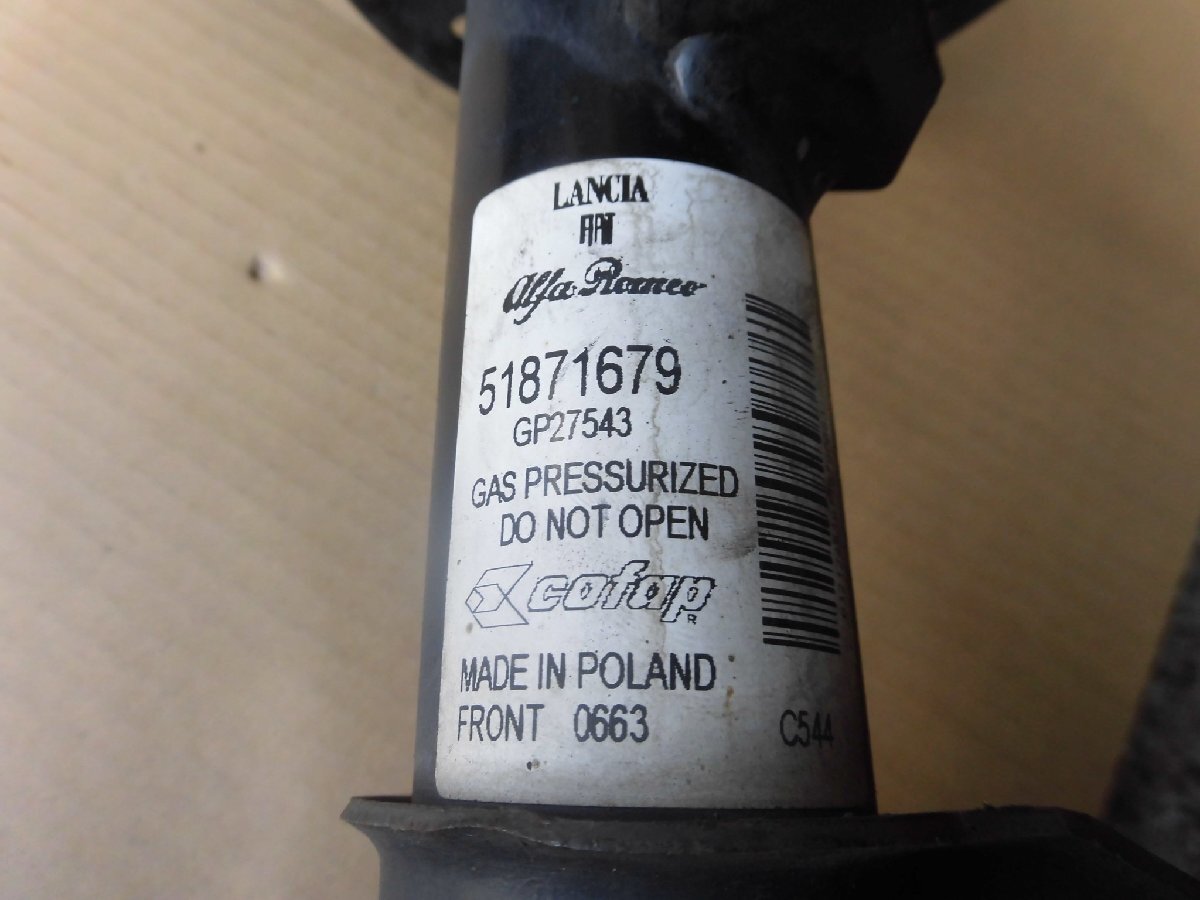 LANCIA
FIAT
Alfa Romeo
51871679
GP27543
GAS PRESSURIZED
DO NOT OPEN
cofap R
MADE IN POLAND
FRONT 0663
C544